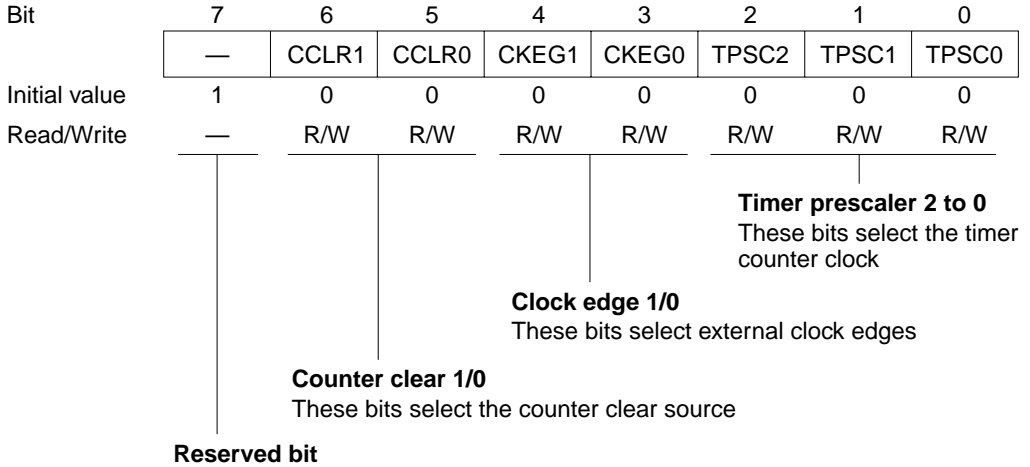 Bit 7 6 5 4 3 2 1 0
— CCLR1 CCLR0 CKEG1 CKEG0 TPSC2 TPSC1 TPSC0
Initial value 1 0 0 0 0 0 0 0
Read/Write — R/W R/W R/W R/W R/W R/W R/W
Timer prescaler 2 to 0
These bits select the timer
counter clock
Clock edge 1/0
These bits select external clock edges
Counter clear 1/0
These bits select the counter clear source
Reserved bit